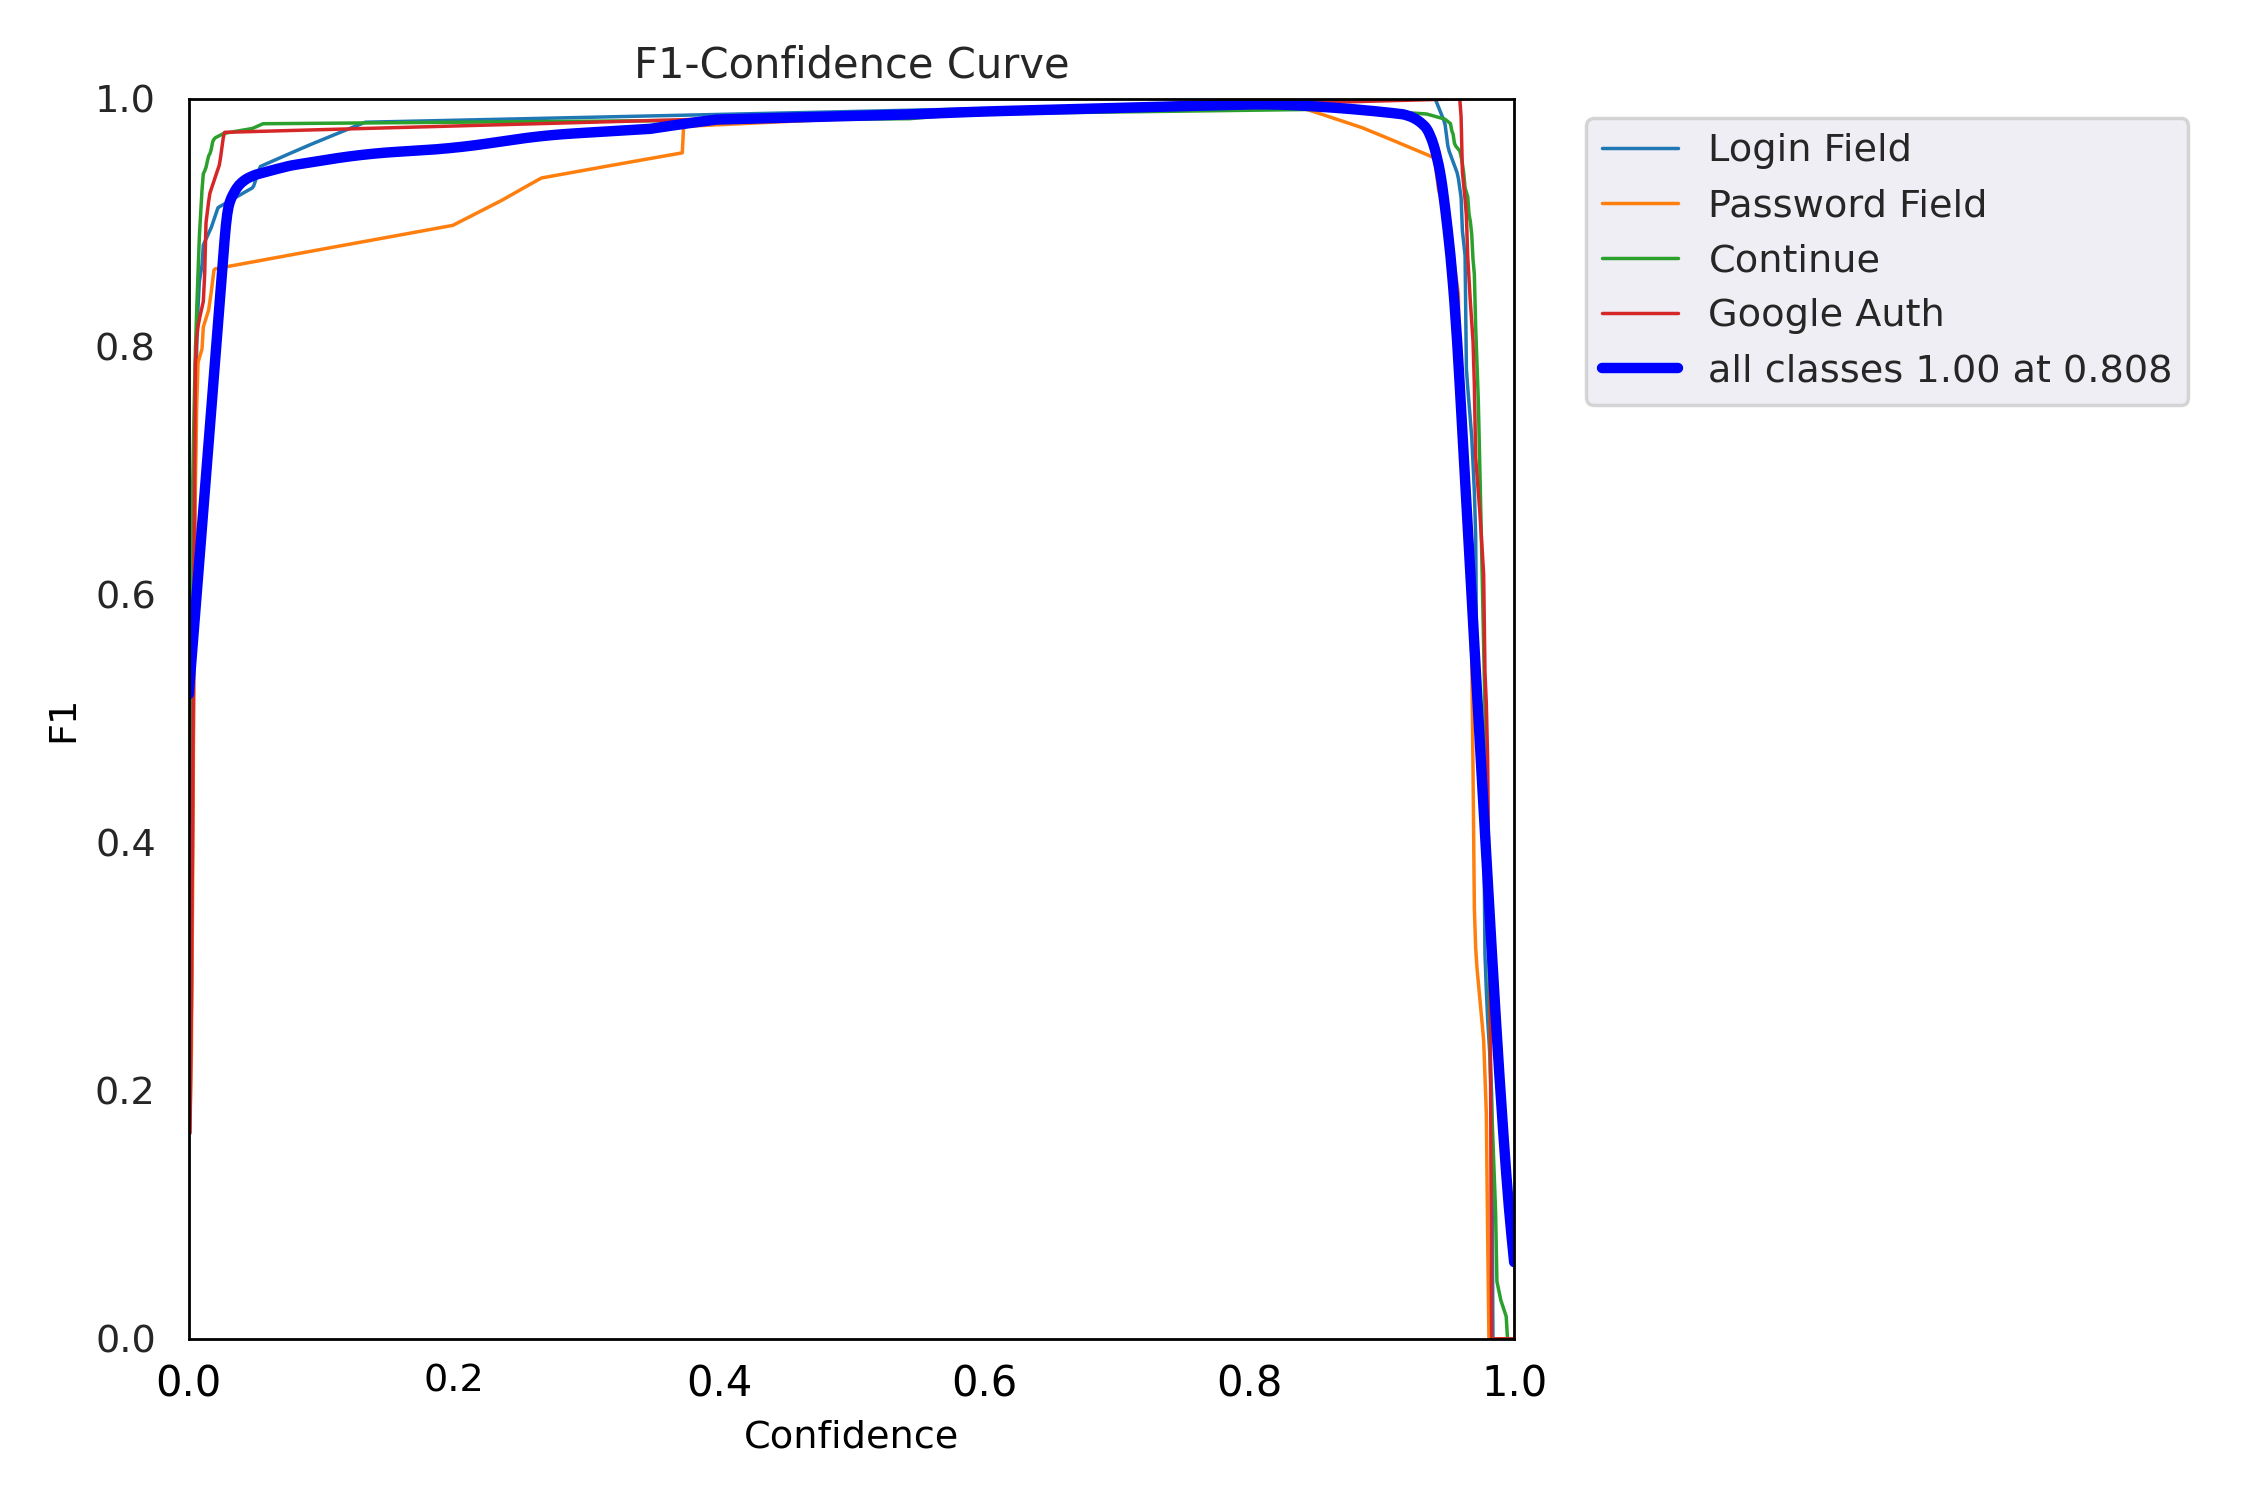 F1-Confidence Curve
1.0
0.8
0.6
0.4
0.2
0.0
F1
0.0 0.2 0.4 0.6 0.8 1.0
Confidence
Login Field
Password Field
Continue
Google Auth
all classes 1.00 at 0.808